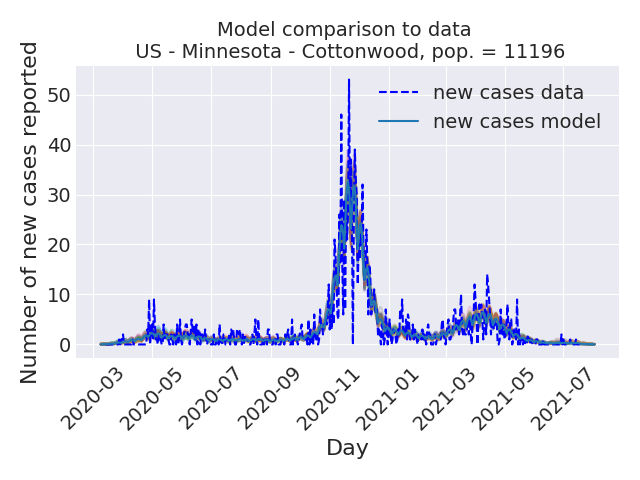 Model comparison to data
US - Minnesota - Cottonwood, pop. = 11196
Number of new cases reported
50
40
30
20
10
0
new cases data
new cases model
2020-03
2020-05
2020-07
2020-09
2020-11
2021-01
2021-03
2021-05
2021-07
Day